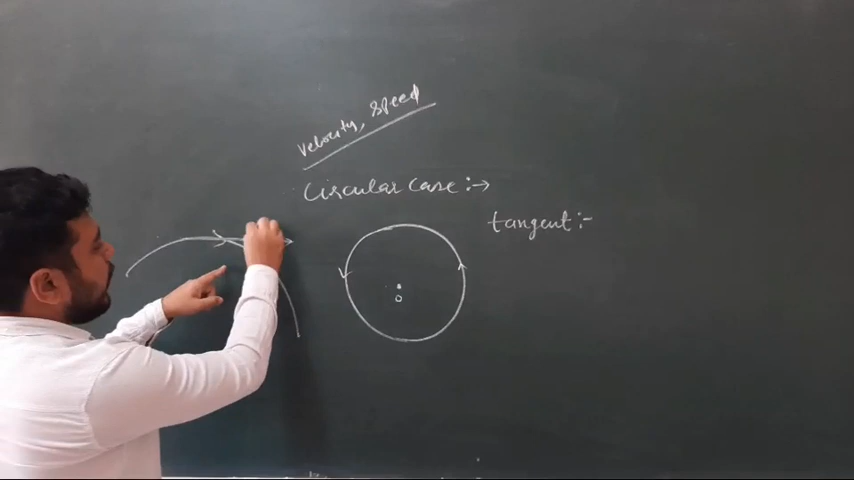 velocity, speed
Circular Case :→
tangent :-
O